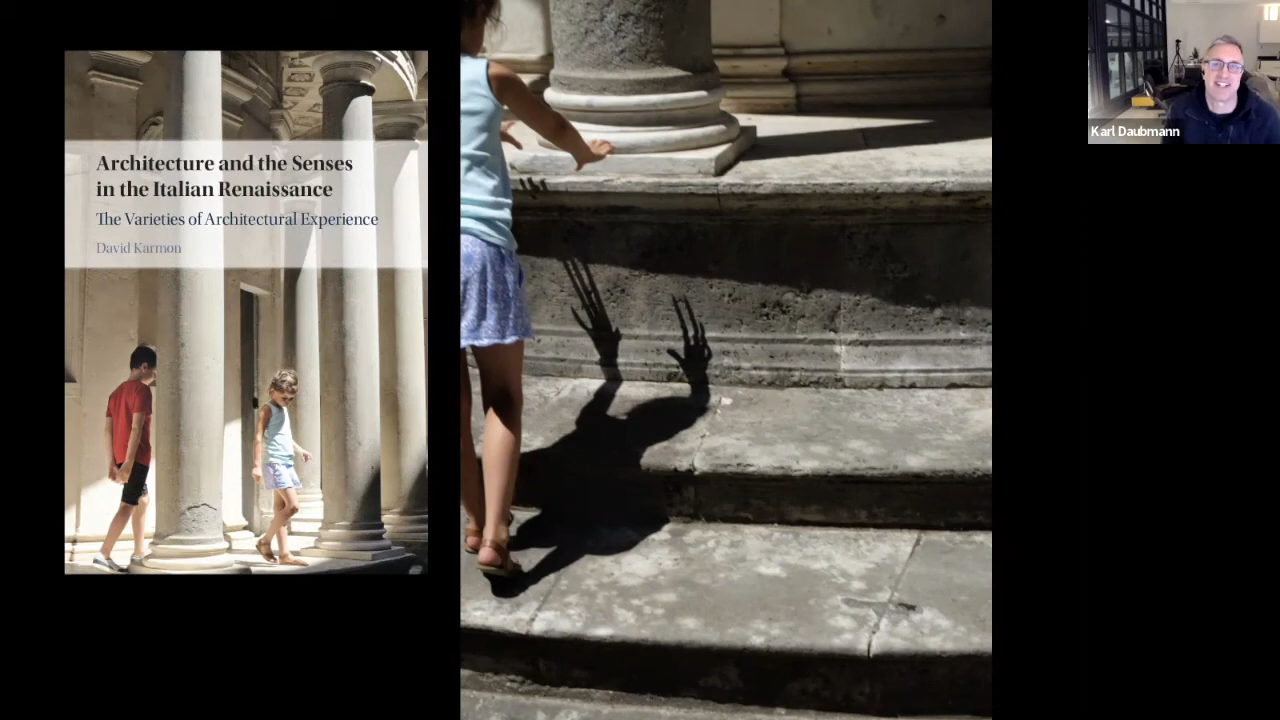 Architecture and the Senses
in the Italian Renaissance
The Varieties of Architectural Experience
David Karmon
Karl Daubmann